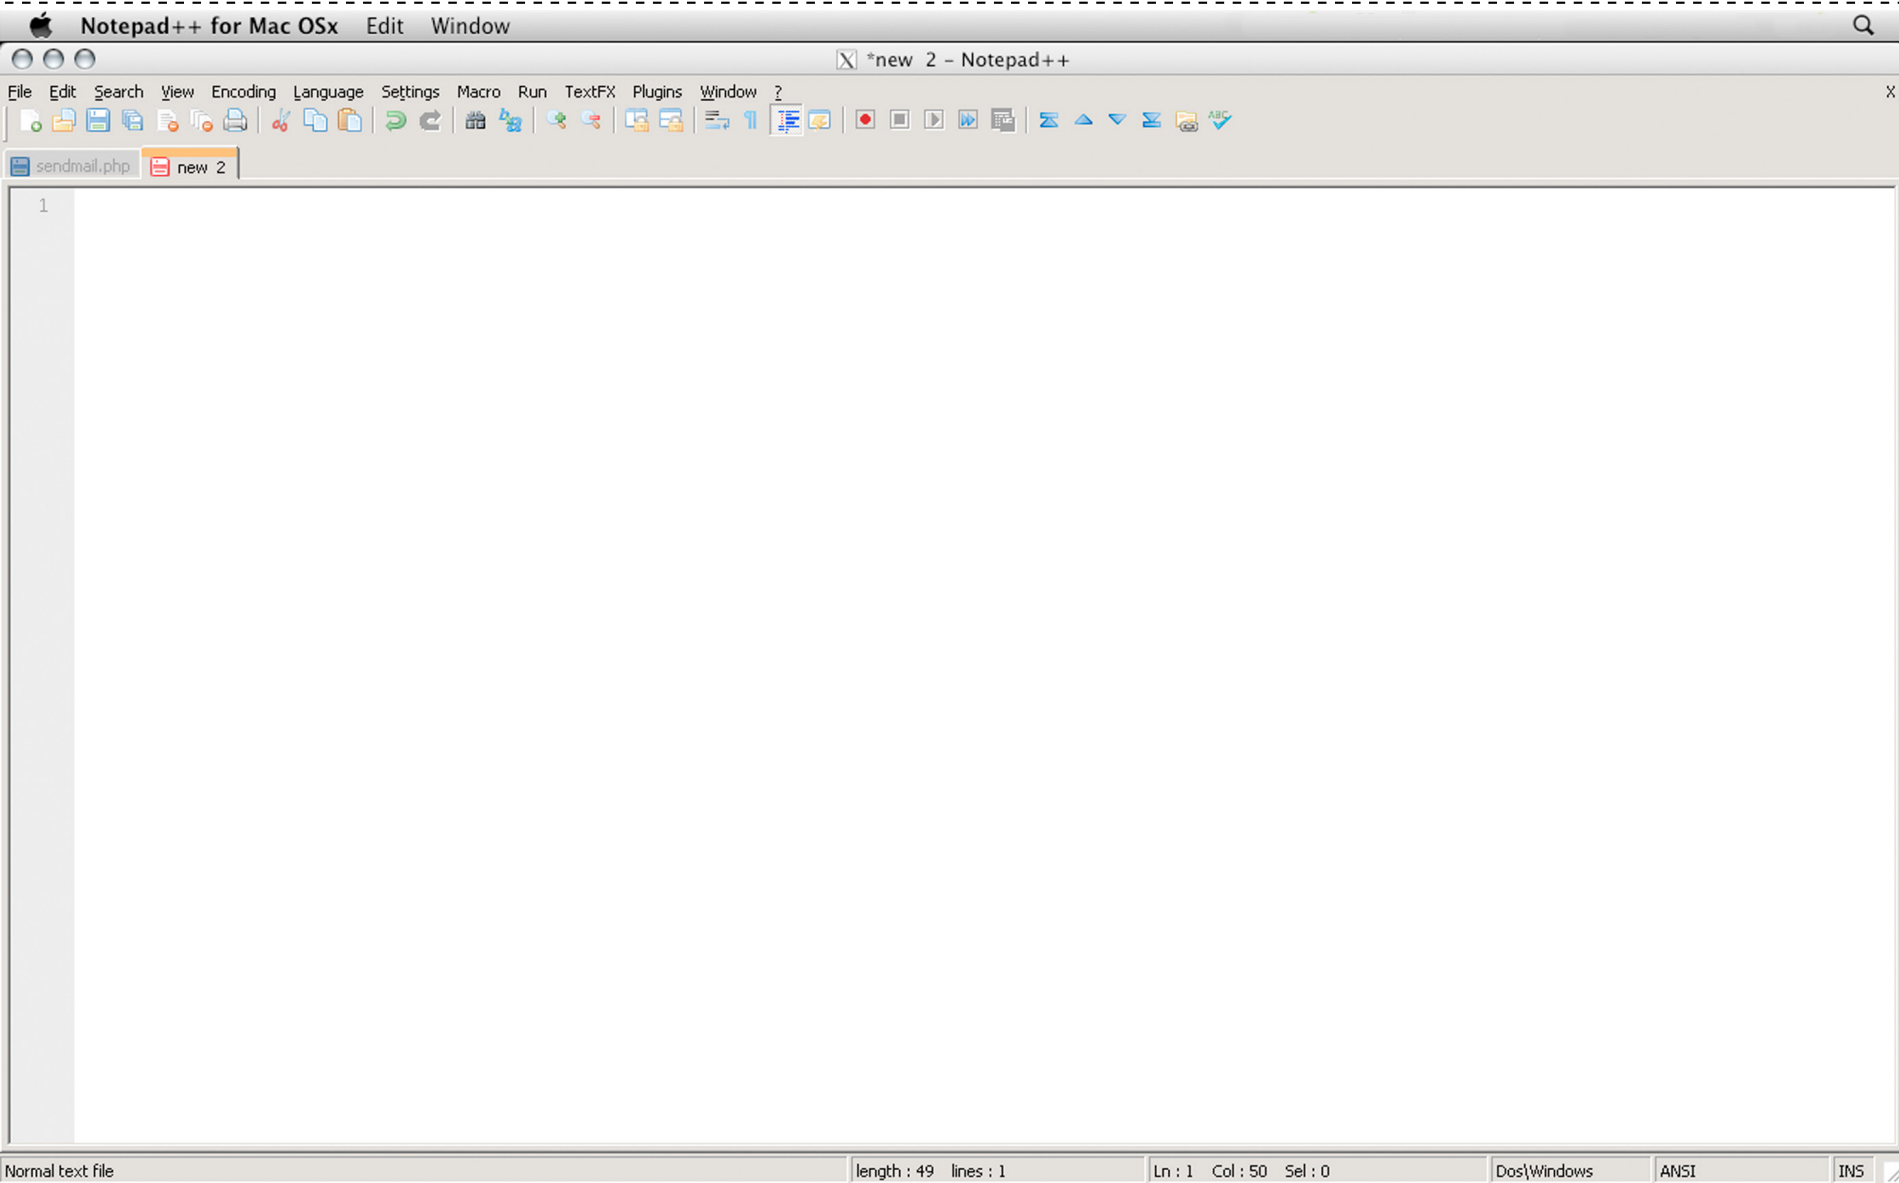 Notepad++ for Mac OSx Edit Window
*new 2 - Notepad++
File Edit Search View Encoding Language Settings Macro Run TextFX Plugins Window ? X
sendmail.php new 2
1
Normal text file length : 49 lines : 1 Ln : 1 Col : 50 Sel : 0 Dos\Windows ANSI INS